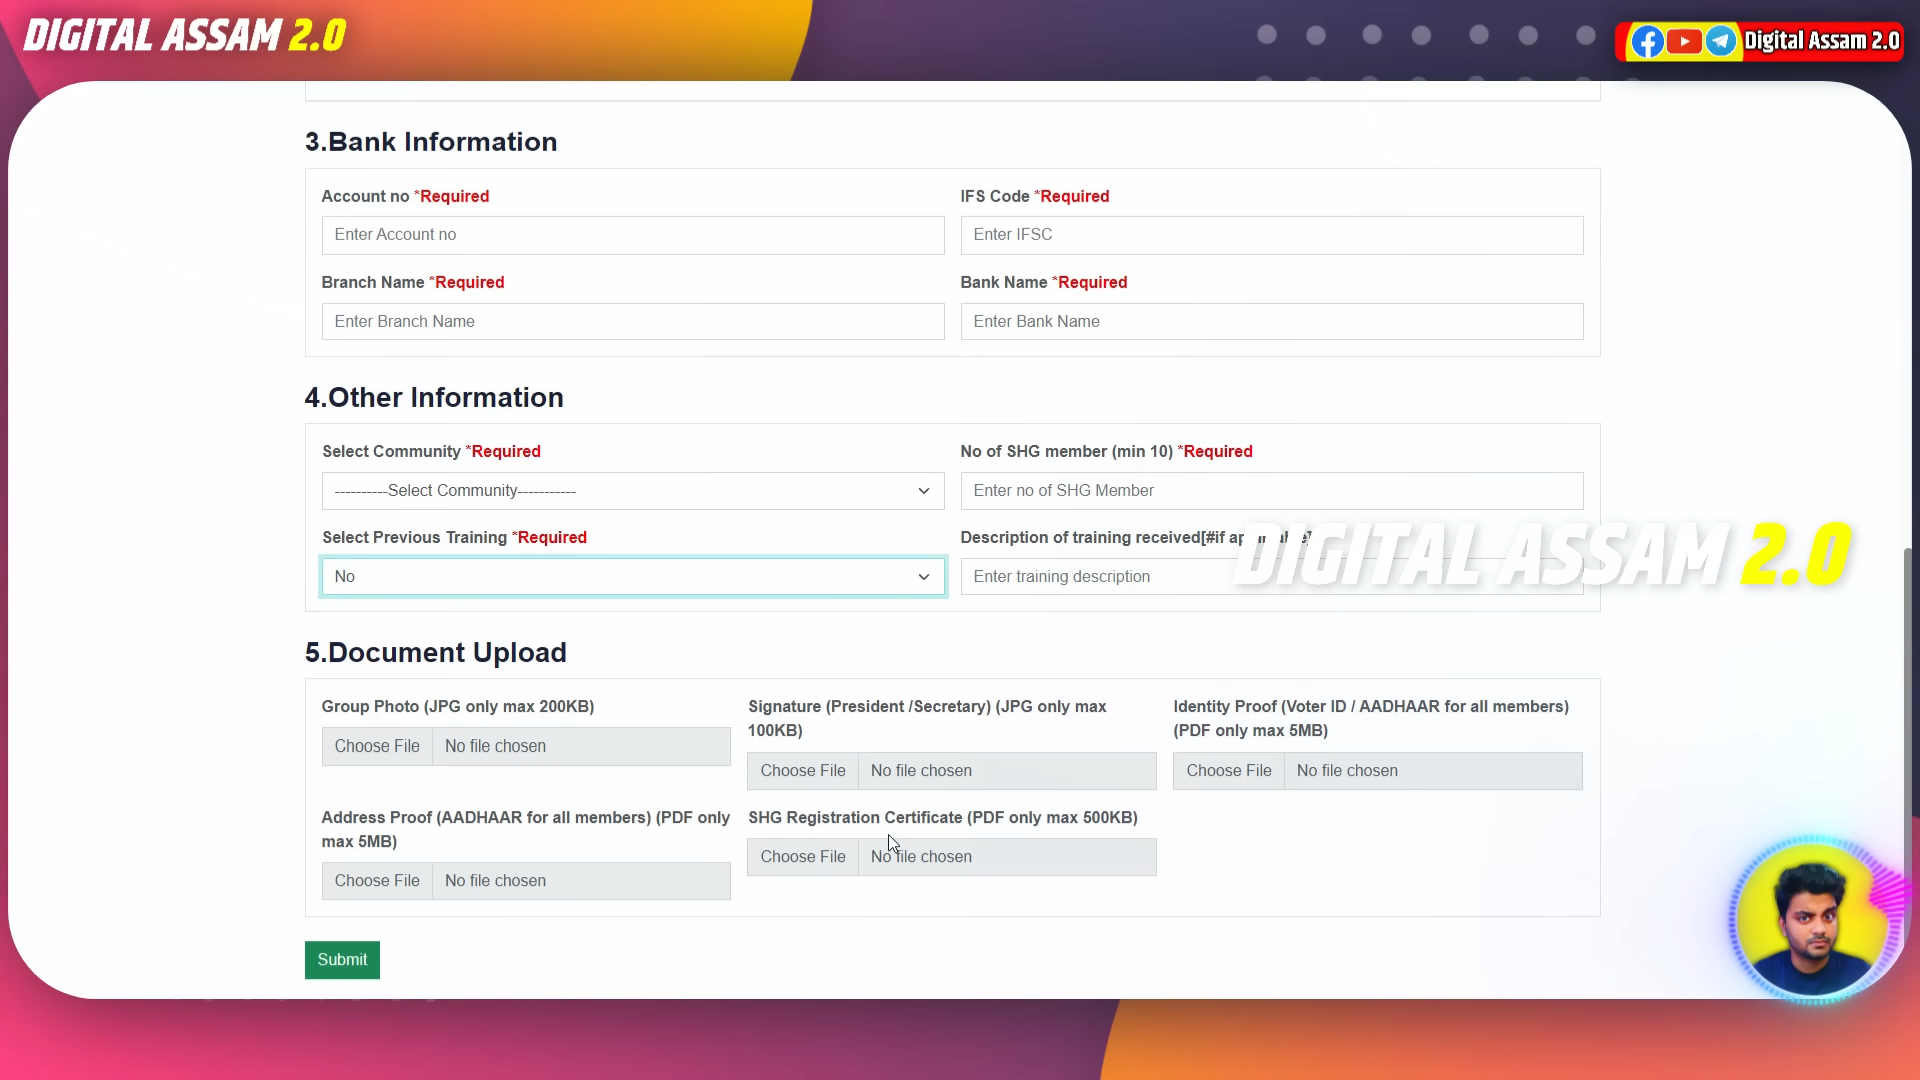 DIGITAL ASSAM 2.0
Digital Assam 2.0
3.Bank Information
Account no *Required
IFS Code *Required
Enter Account no
Enter IFSC
Branch Name *Required
Bank Name *Required
Enter Branch Name
Enter Bank Name
4.Other Information
Select Community *Required
No of SHG member (min 10) *Required
----------Select Community-----------
Enter no of SHG Member
Select Previous Training *Required
Description of training received[#if
No
Enter training description
DIGITAL ASSAM 2.0
5.Document Upload
Group Photo (JPG only max 200KB)
Signature (President /Secretary) (JPG only max
100KB)
Identity Proof (Voter ID / AADHAAR for all members)
(PDF only max 5MB)
Choose File No file chosen
Choose File No file chosen
Choose File No file chosen
Address Proof (AADHAAR for all members) (PDF only
max 5MB)
SHG Registration Certificate (PDF only max 500KB)
Choose File No file chosen
Choose File No file chosen
Submit